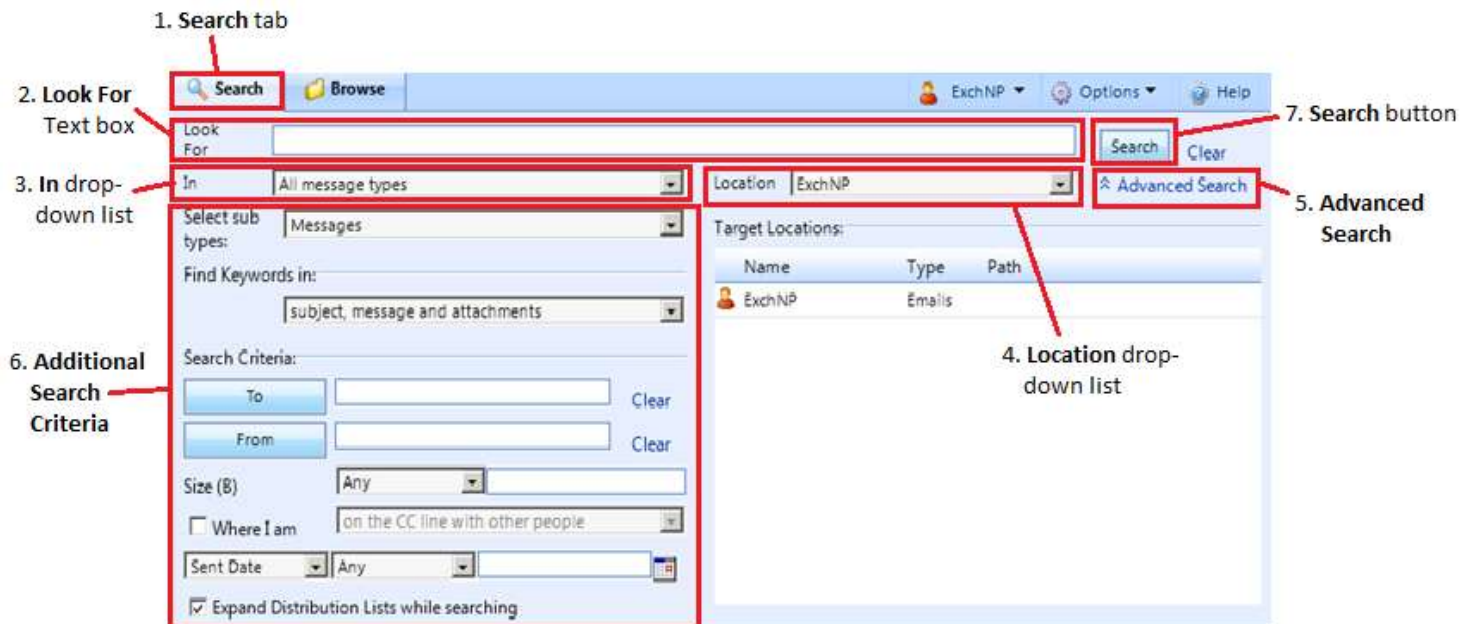 1. Search tab
Search
Browse
ExchNP
Options
Help
2. Look For
Text box
Look
For
Search
Clear
7. Search button
3. In drop-
down list
In
All message types
Location
ExchNP
Advanced Search
5. Advanced
Search
Select sub
types:
Messages
Target Locations:
Find Keywords in:
Name
Type
Path
subject, message and attachments
ExchNP
Emails
6. Additional
Search
Criteria
Search Criteria:
4. Location drop-
down list
To
Clear
From
Clear
Size (B)
Any
Where I am
on the CC line with other people
Sent Date
Any
Expand Distribution Lists while searching